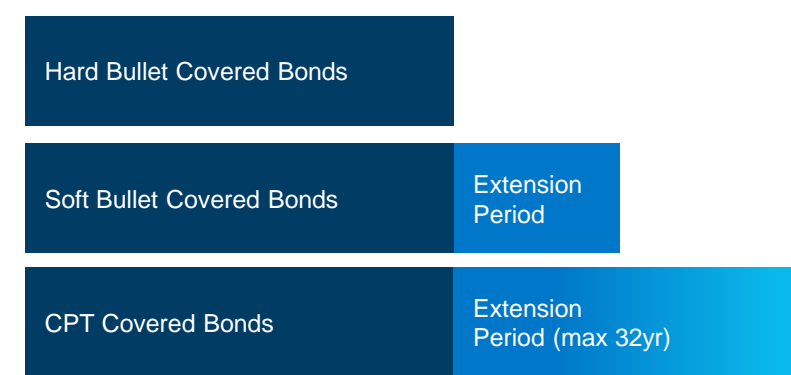 Hard Bullet Covered Bonds
Soft Bullet Covered Bonds
Extension
Period
CPT Covered Bonds
Extension
Period (max 32yr)